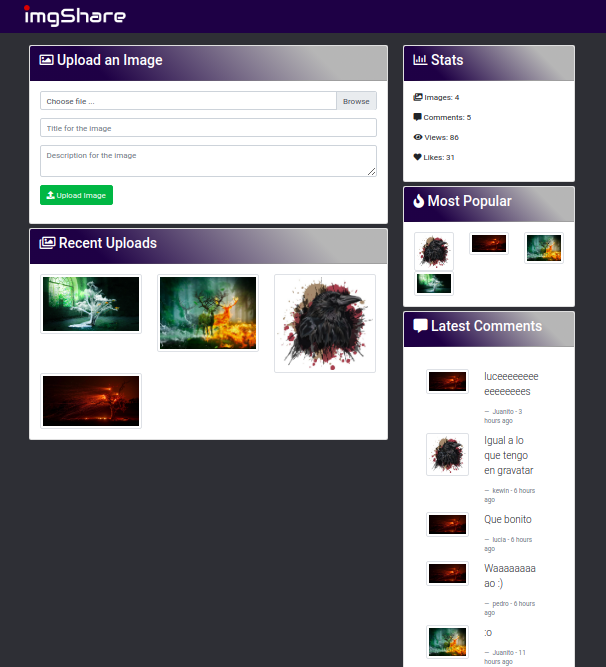 imgShare
Upload an Image
Choose file ...
Browse
Title for the image
Description for the image
Upload Image
Recent Uploads
Stats
Images: 4
Comments: 5
Views: 86
Likes: 31
Most Popular
Latest Comments
luceeeeeeee
eeeeeeees
— Juanito - 3
hours ago
Igual a lo
que tengo
en gravatar
— kewin - 6 hours
ago
Que bonito
— lucia - 6 hours
ago
Waaaaaaaa
ao :)
— pedro - 6 hours
ago
:o
— Juanito - 11
hours ago